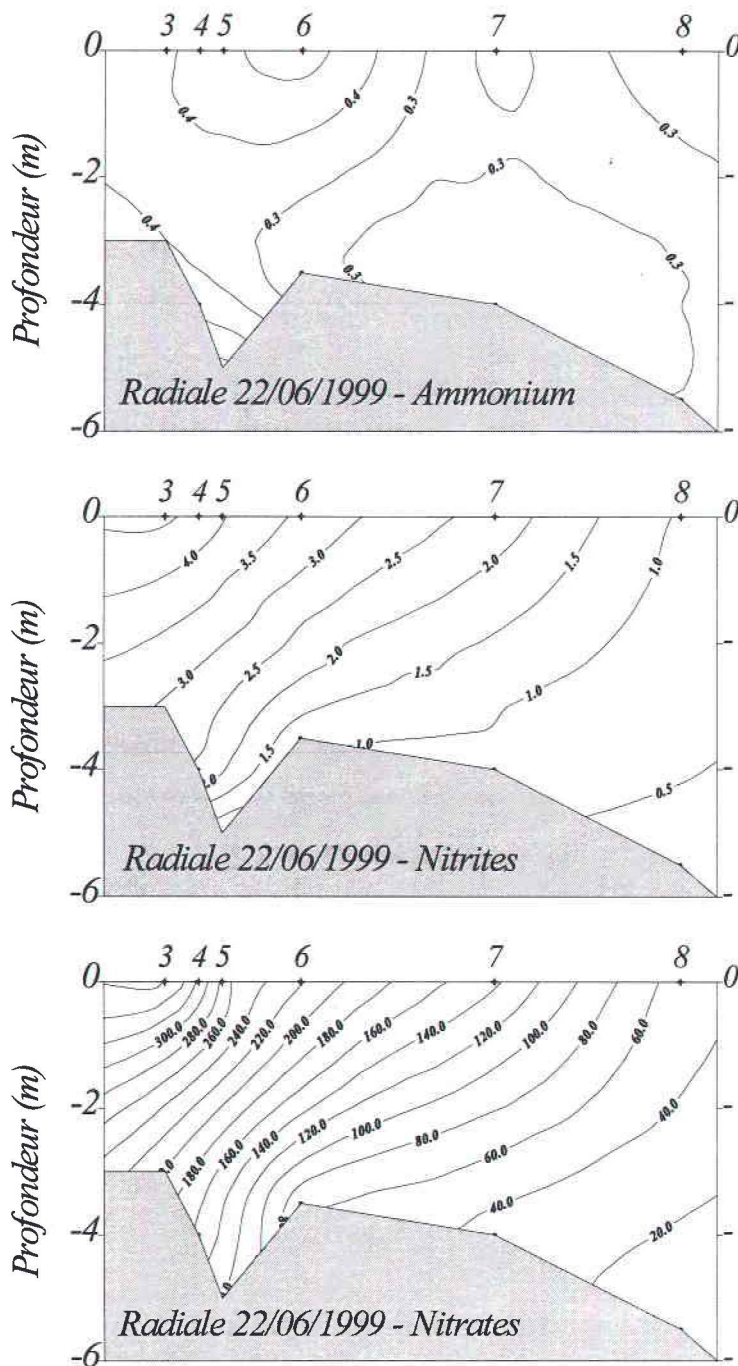 3 4 5 6 7 8
0 0
0.4 0.4 0.3 0.3
Profondeur (m)
-2 -
0.4 0.3 0.3
0.3 0.3
-4 -
Radiale 22/06/1999 - Ammonium
-6 -
3 4 5 6 7 8
0 0
4.0 3.5 3.0 2.5 2.0 1.5 1.0
Profondeur (m)
-2 -
3.0 2.5 2.0 1.5 1.0
1.5 1.0
-4 -
0.5
Radiale 22/06/1999 - Nitrites
-6 -
3 4 5 6 7 8
0 0
300.0 280.0 260.0 240.0 220.0 200.0 180.0 160.0 140.0 120.0 100.0 80.0 60.0
Profondeur (m)
-2 -
180.0 160.0 140.0 120.0 100.0 80.0 60.0 40.0
-4 -
40.0 20.0
Radiale 22/06/1999 - Nitrates
-6 -